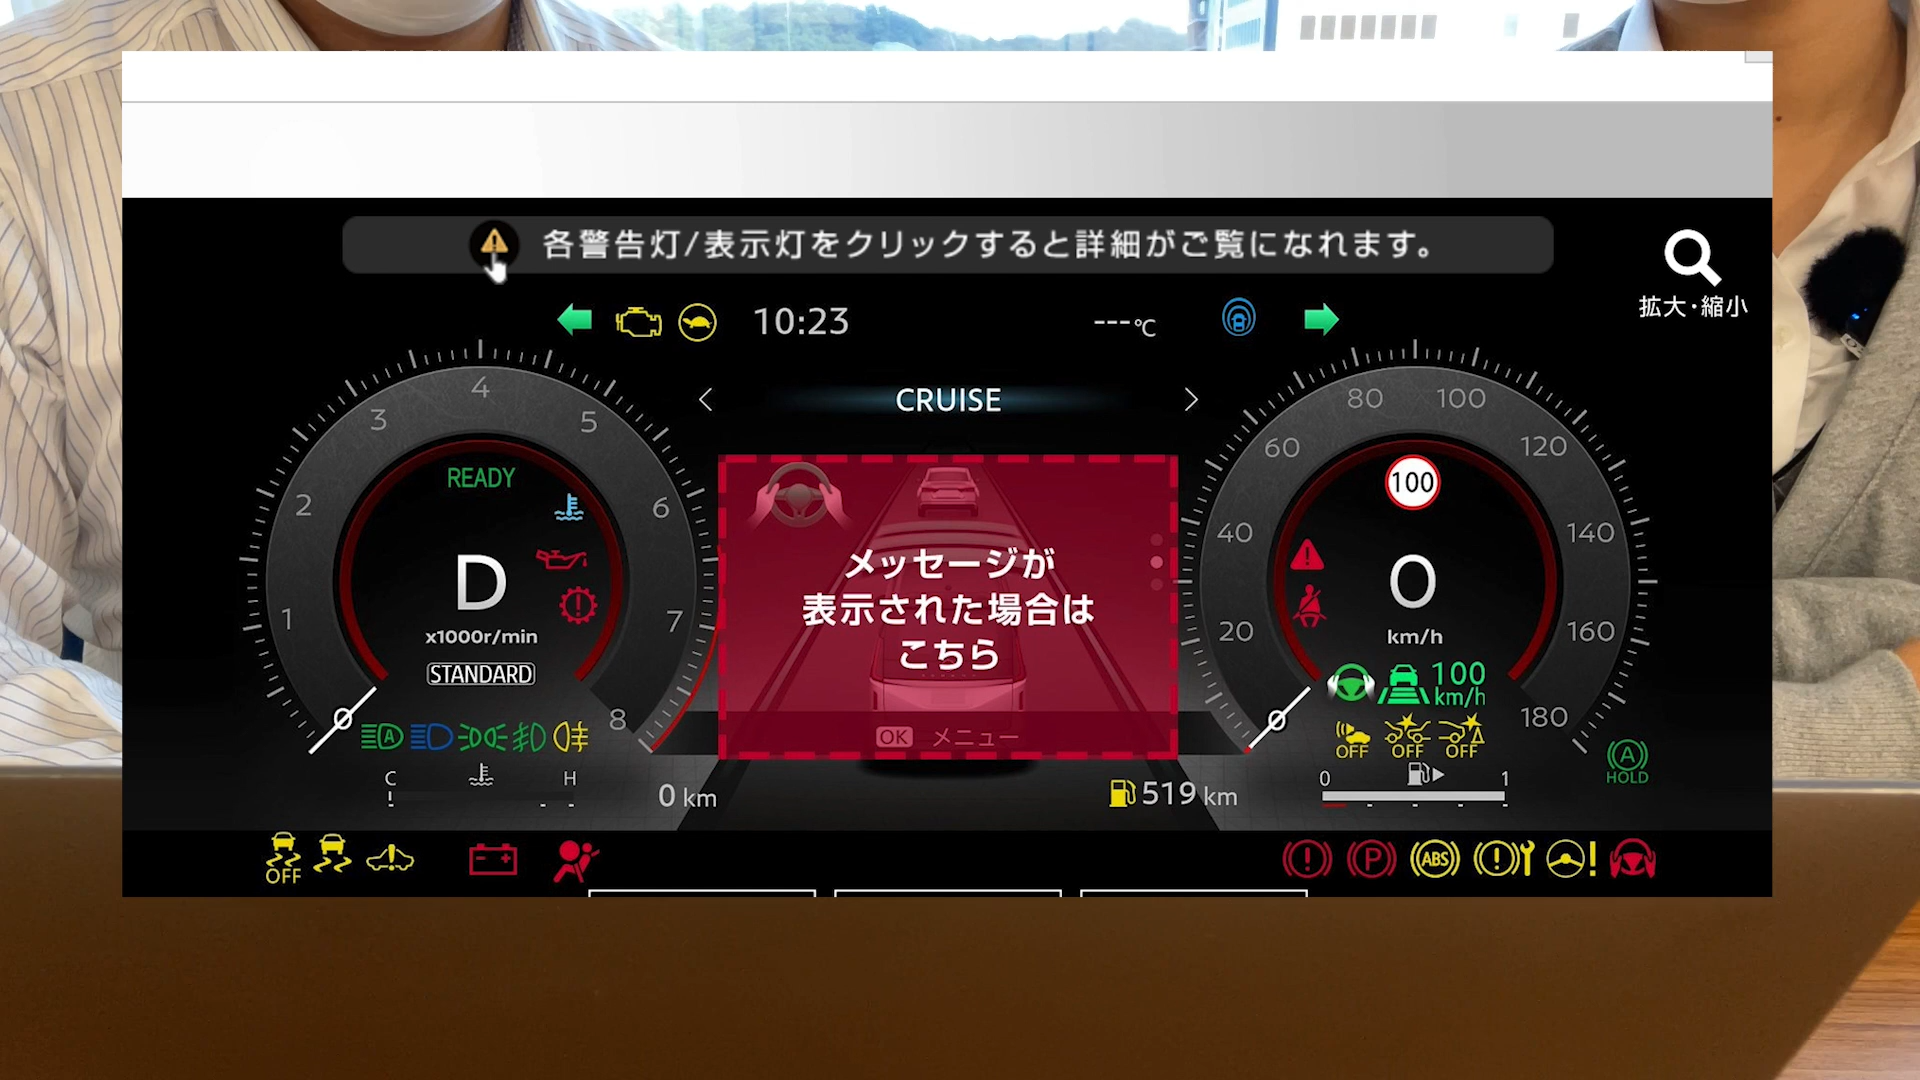 各警告灯/表示灯をクリックすると詳細がご覧になれます。
拡大・縮小
10:23
---℃
CRUISE
1
2
3
4
5
6
7
8
READY
D
x1000r/min
STANDARD
メッセージが
表示された場合は
こちら
OK メニュー
20
40
60
80
100
120
140
160
180
100
0
km/h
100
km/h
OFF
OFF
OFF
A
HOLD
A
C
H
0 km
519 km
0
1
OFF
P
ABS